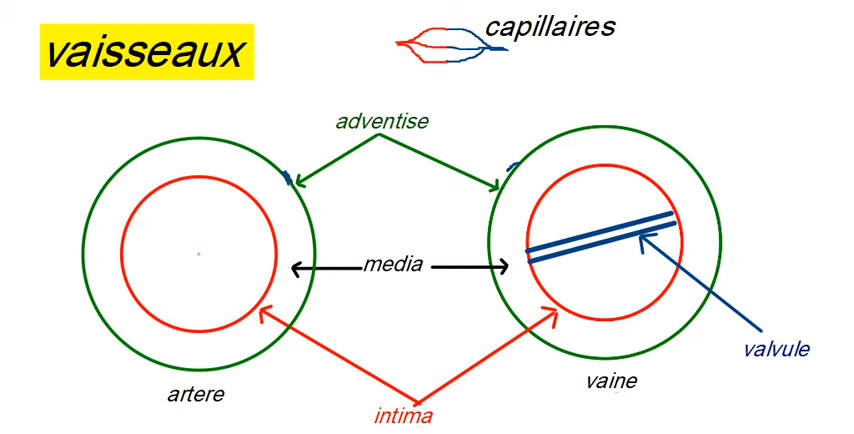 vaisseaux
capillaires
adventise
media
valvule
artere
vaine
intima